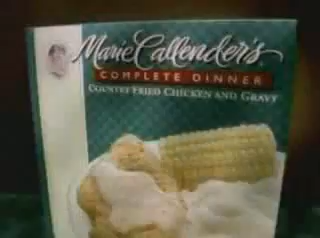 Marie Callender's
COMPLETE DINNER
COUNTRY FRIED CHICKEN AND GRAVY